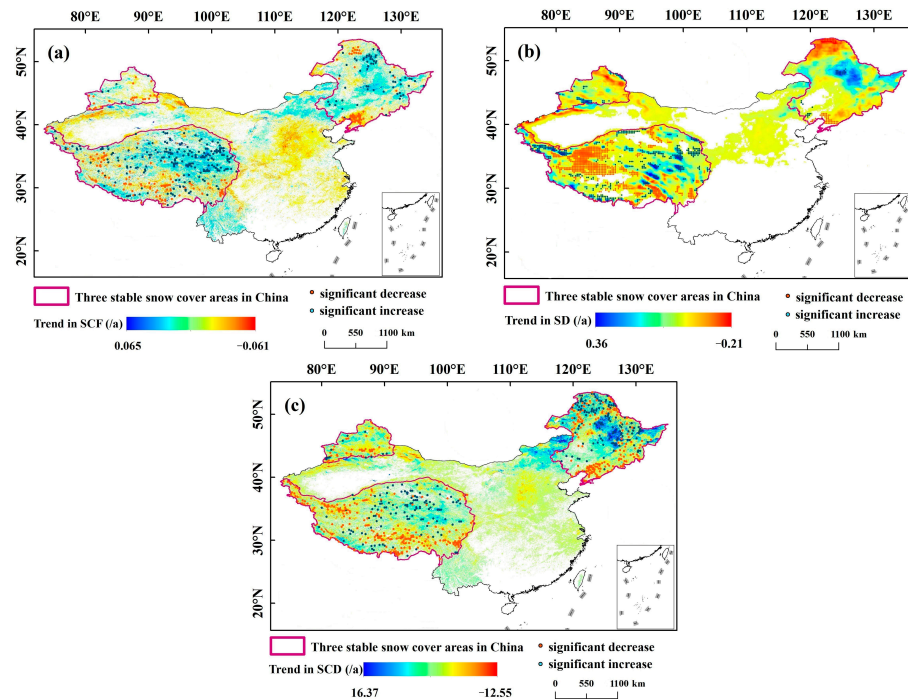 80°E 90°E 100°E 110°E 120°E 130°E
(a)
50°N
40°N
30°N
20°N
Three stable snow cover areas in China
significant decrease
significant increase
Trend in SCF (/a)
0.065 −0.061
0 550 1100 km
80°E 90°E 100°E 110°E 120°E 130°E
(b)
50°N
40°N
30°N
20°N
Three stable snow cover areas in China
significant decrease
significant increase
Trend in SD (/a)
0.36 −0.21
0 550 1100 km
80°E 90°E 100°E 110°E 120°E 130°E
(c)
50°N
40°N
30°N
20°N
Three stable snow cover areas in China
significant decrease
significant increase
Trend in SCD (/a)
16.37 −12.55
0 550 1100 km